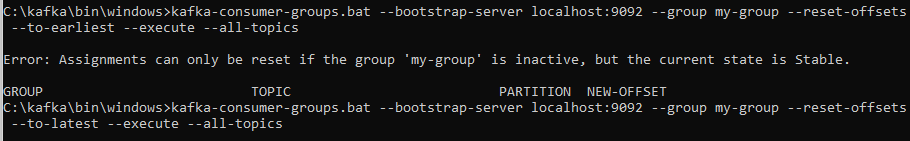 C:\kafka\bin\windows>kafka-consumer-groups.bat --bootstrap-server localhost:9092 --group my-group --reset-offsets
--to-earliest --execute --all-topics
Error: Assignments can only be reset if the group 'my-group' is inactive, but the current state is Stable.
GROUP TOPIC PARTITION NEW-OFFSET
C:\kafka\bin\windows>kafka-consumer-groups.bat --bootstrap-server localhost:9092 --group my-group --reset-offsets
--to-latest --execute --all-topics